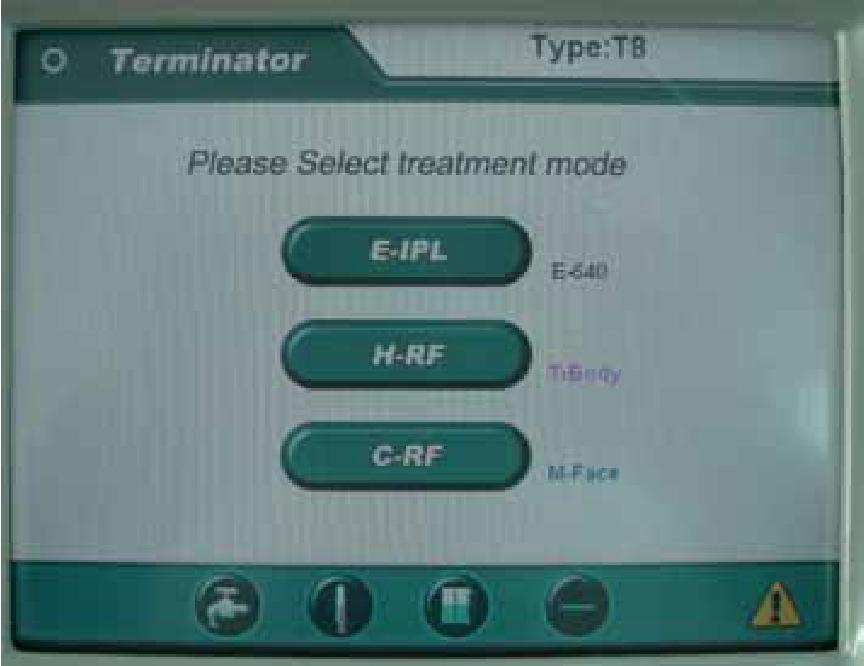 Terminator
Type:T8
Please Select treatment mode
E-IPL
E-640
H-RF
C-RF
M-Face